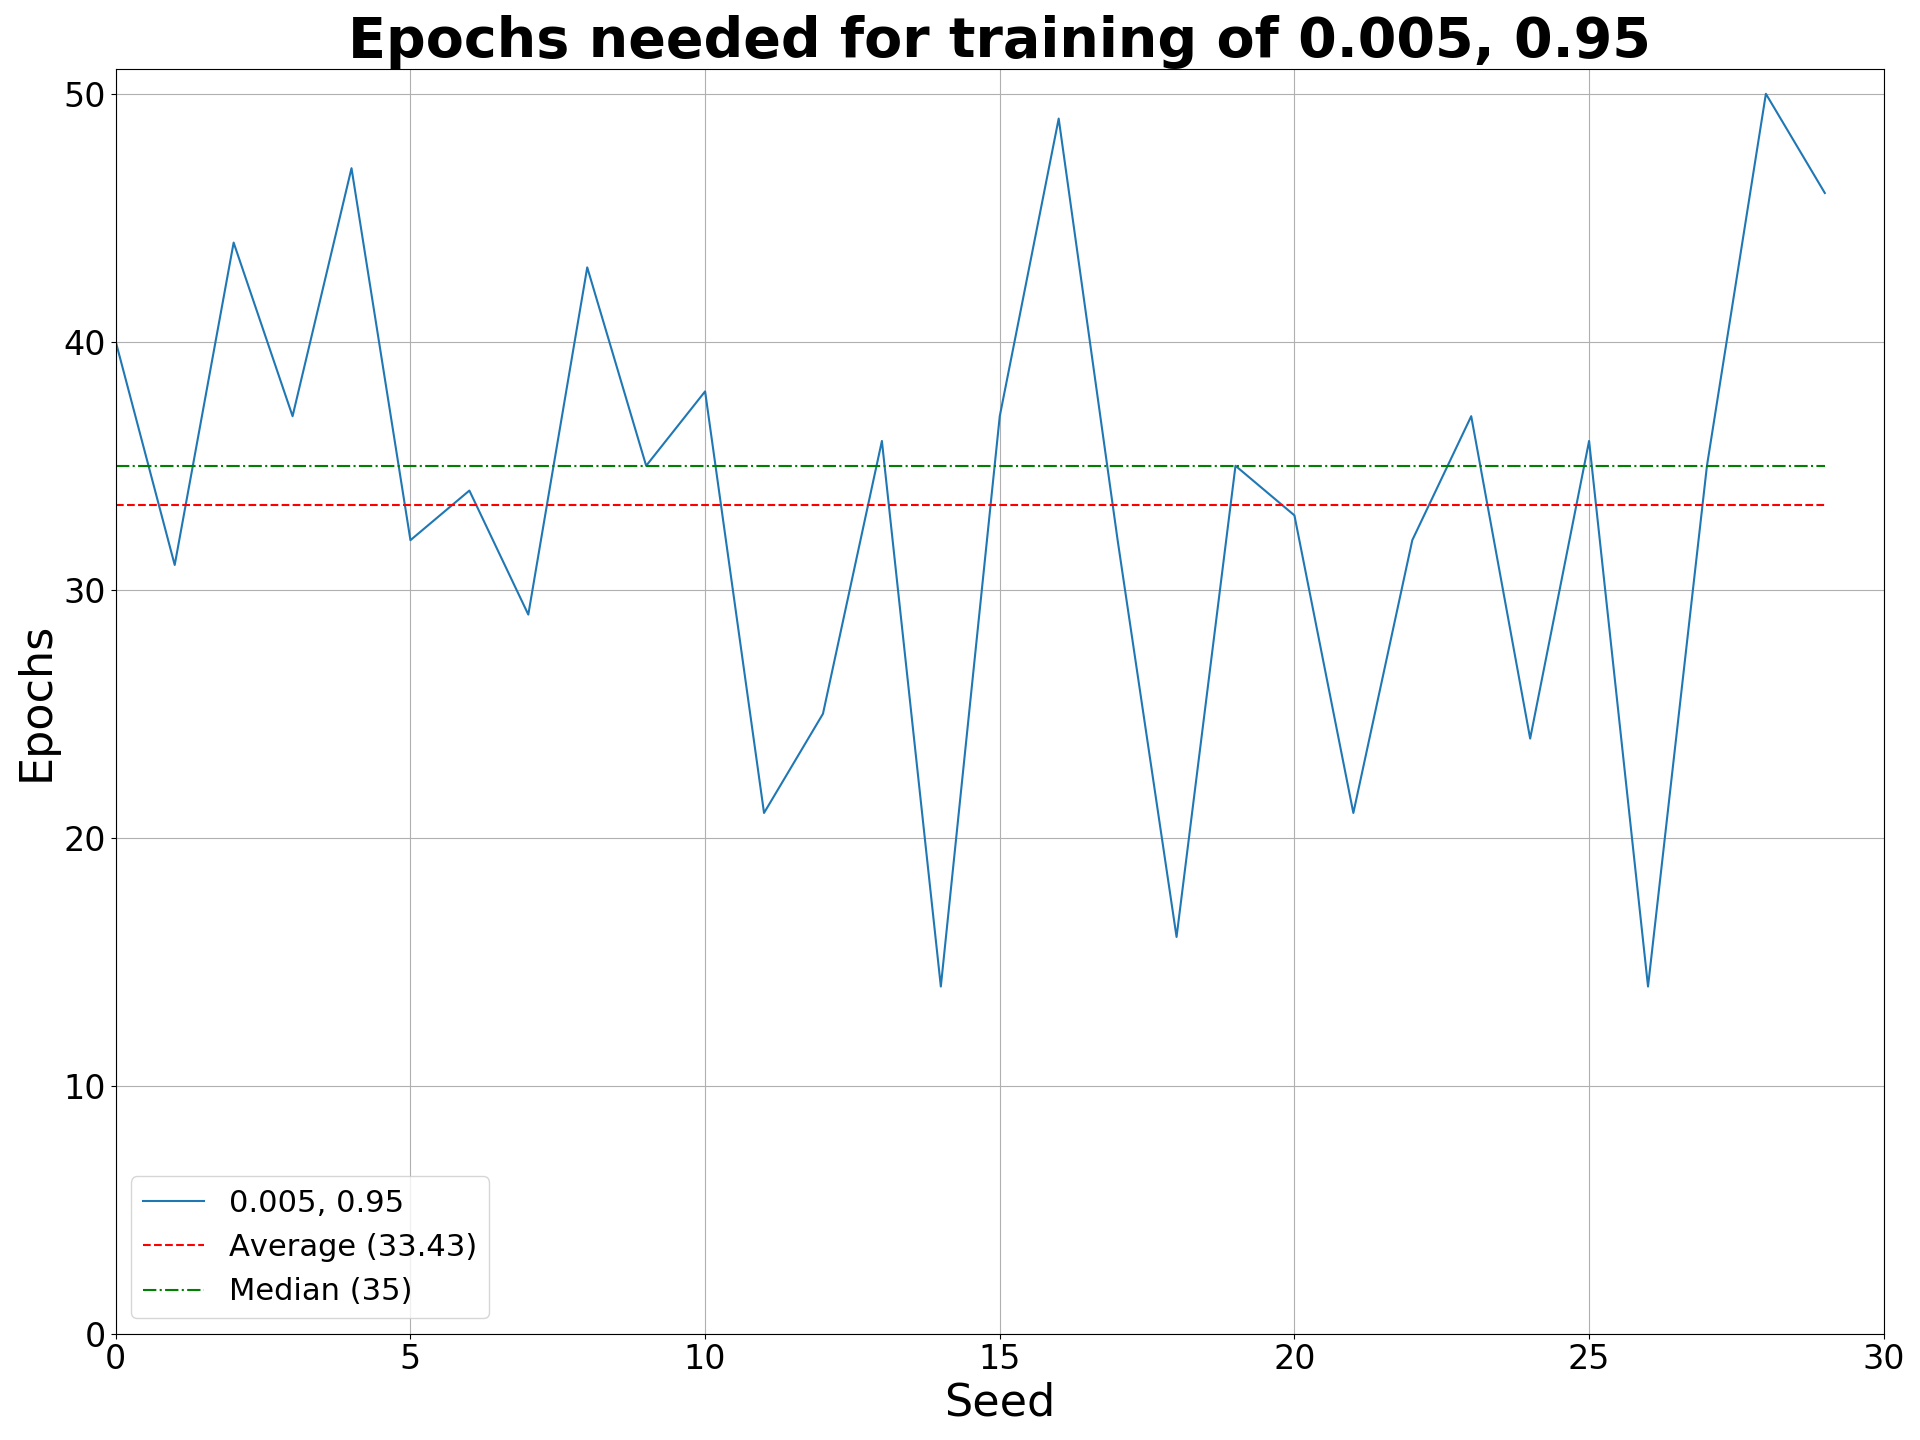 Epochs needed for training of 0.005, 0.95
50
40
30
20
10
0
Epochs
0.005, 0.95
Average (33.43)
Median (35)
0 5 10 15 20 25 30
Seed